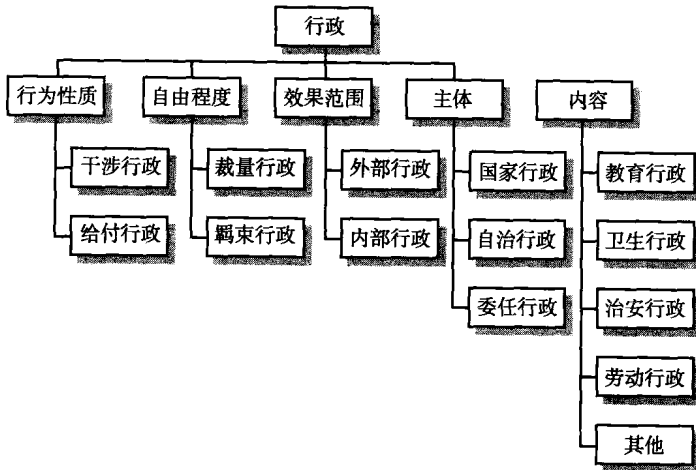 行政
行为性质 自由程度 效果范围 主体 内容
干涉行政 裁量行政 外部行政 国家行政 教育行政
给付行政 羁束行政 内部行政 自治行政 卫生行政
委任行政 治安行政
劳动行政
其他